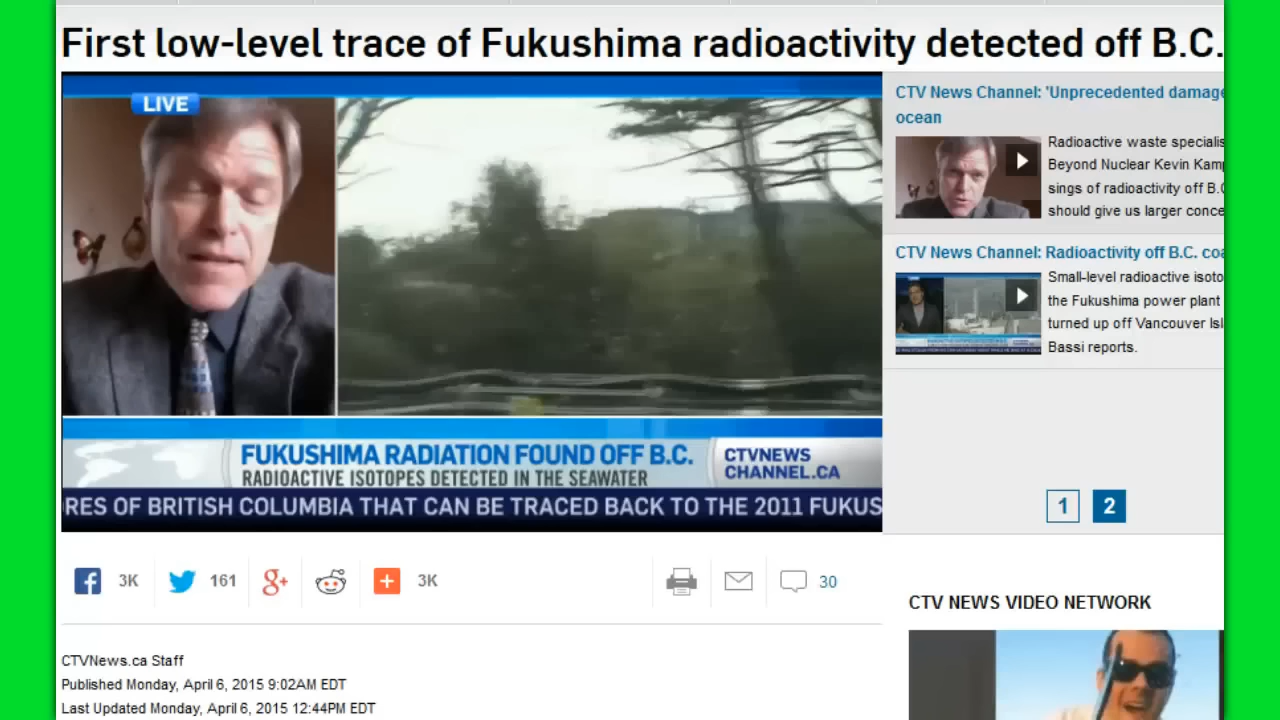 First low-level trace of Fukushima radioactivity detected off B.C.
LIVE
FUKUSHIMA RADIATION FOUND OFF B.C.
RADIOACTIVE ISOTOPES DETECTED IN THE SEAWATER
CTVNEWS
CHANNEL.CA
RES OF BRITISH COLUMBIA THAT CAN BE TRACED BACK TO THE 2011 FUKUS
CTV News Channel: 'Unprecedented damage
ocean
Radioactive waste specialis
Beyond Nuclear Kevin Kamp
sings of radioactivity off B.C
should give us larger conce
CTV News Channel: Radioactivity off B.C. coa
Small-level radioactive isoto
the Fukushima power plant
turned up off Vancouver Isl
Bassi reports.
1 2
3K 161 g+ 3K 30
CTV NEWS VIDEO NETWORK
CTVNews.ca Staff
Published Monday, April 6, 2015 9:02AM EDT
Last Updated Monday, April 6, 2015 12:44PM EDT